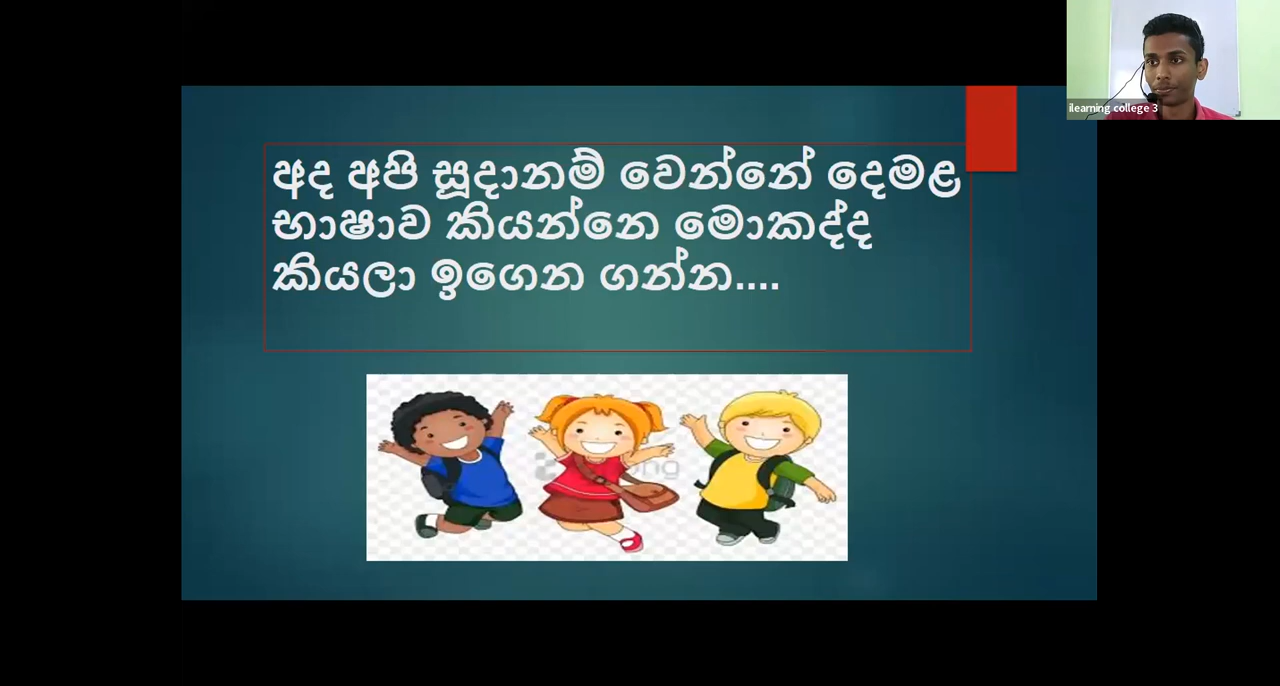 ilearning college 3
අද අපි සූදානම් වෙන්නේ දෙමළ
භාෂාව කියන්නෙ මොකද්ද
කියලා ඉගෙන ගන්න....